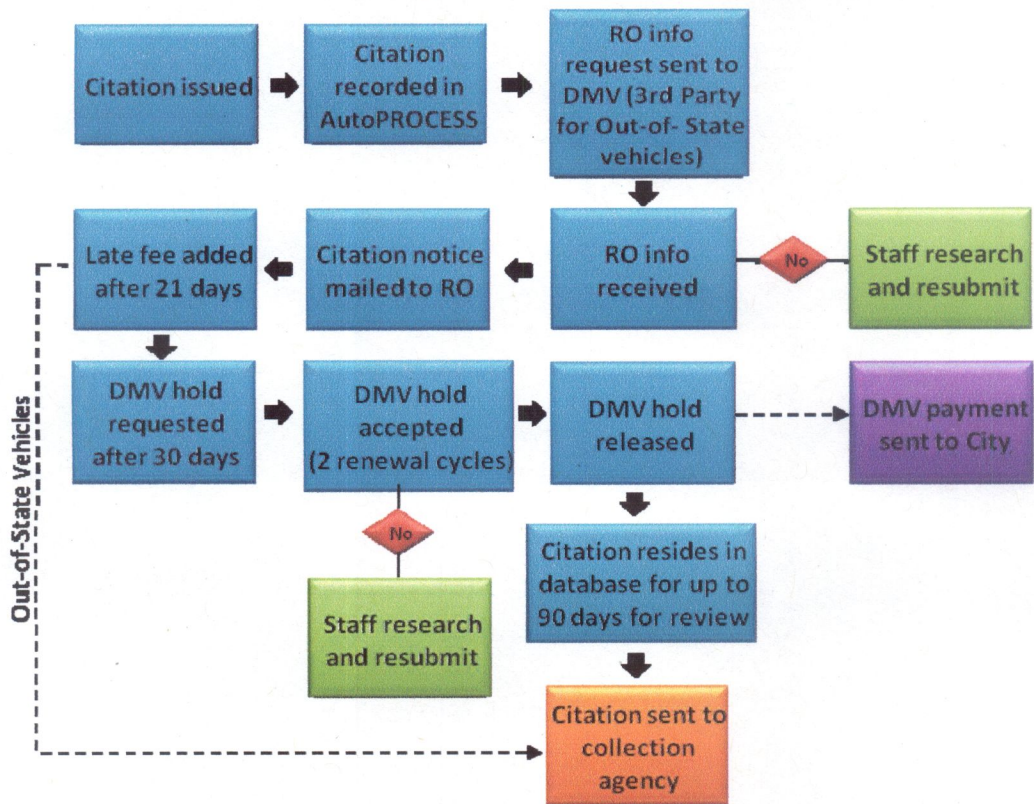 Citation issued
Citation
recorded in
AutoPROCESS
RO info
request sent to
DMV (3rd Party
for Out-of- State
vehicles)
Late fee added
after 21 days
Citation notice
mailed to RO
RO info
received
No
Staff research
and resubmit
DMV hold
requested
after 30 days
DMV hold
accepted
(2 renewal cycles)
DMV hold
released
DMV payment
sent to City
Out-of-State Vehicles
No
Staff research
and resubmit
Citation resides in
database for up to
90 days for review
Citation sent to
collection
agency